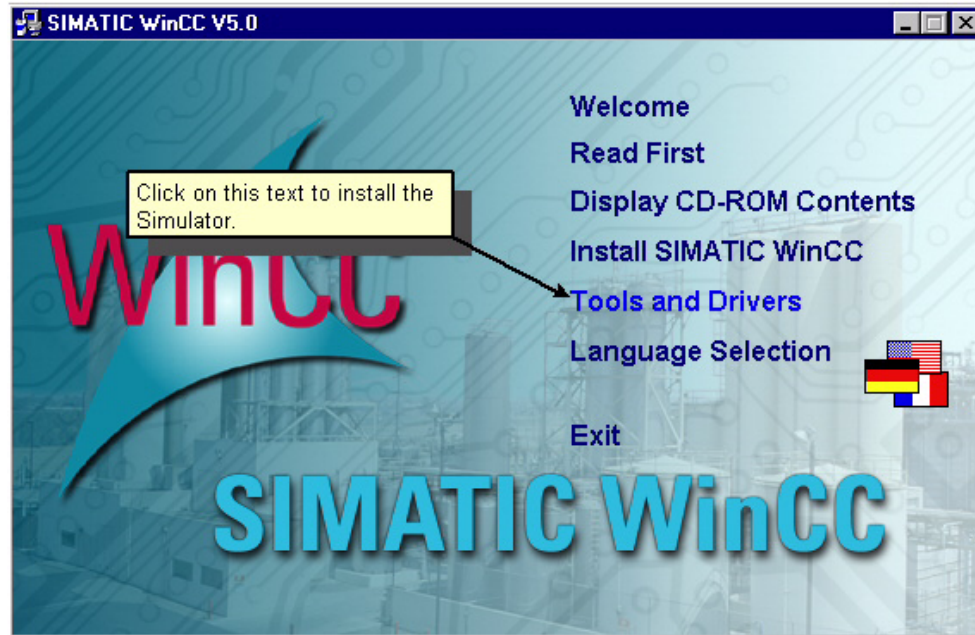 SIMATIC WinCC V5.0
Welcome
Read First
Click on this text to install the
Simulator.
Display CD-ROM Contents
Install SIMATIC WinCC
WinCC
Tools and Drivers
Language Selection
Exit
SIMATIC WinCC